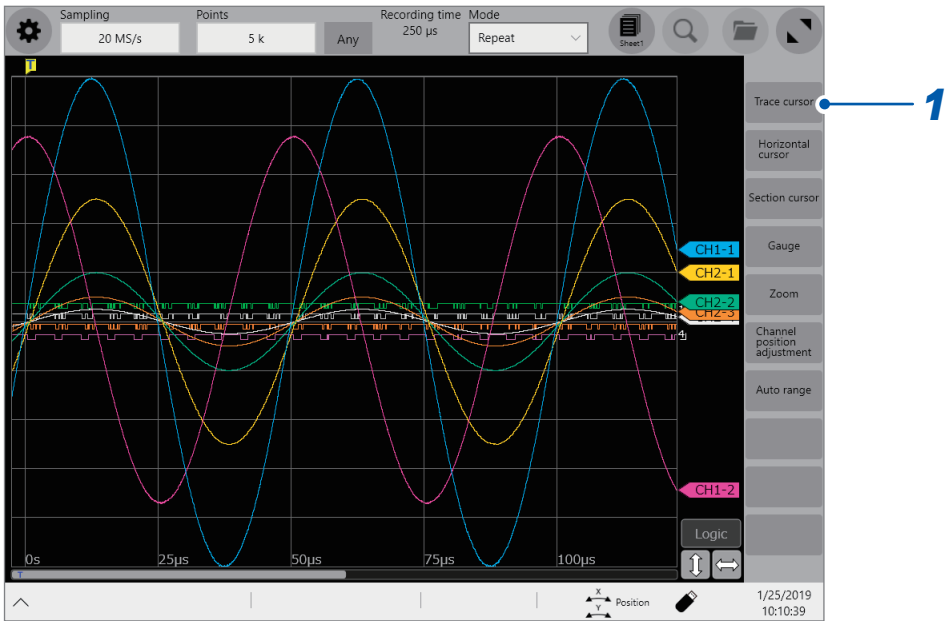 Sampling
20 MS/s
Points
5 k
Any
Recording time
250 µs
Mode
Repeat
Sheet1
1
T
Trace cursor
Horizontal
cursor
Section cursor
Gauge
Zoom
Channel
position
adjustment
Auto range
CH1-1
CH2-1
CH2-2
CH2-3
CH1-2
Logic
0s
25µs
50µs
75µs
100µs
T
X
Y
Position
1/25/2019
10:10:39